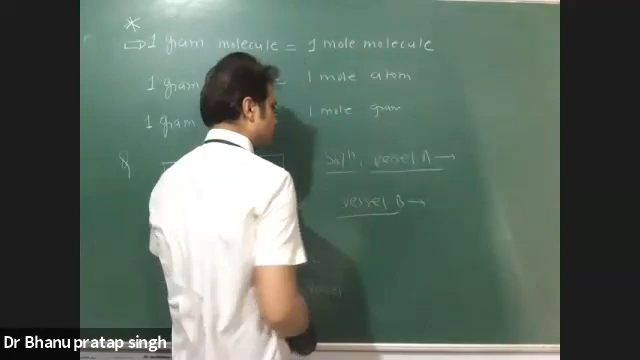 *
⇒ 1 gram molecule = 1 mole molecule
1 gram = 1 mole atom
1 gram 1 mole gram
Q Sol^n, vessel A →
vessel B →
Dr Bhanu pratap singh